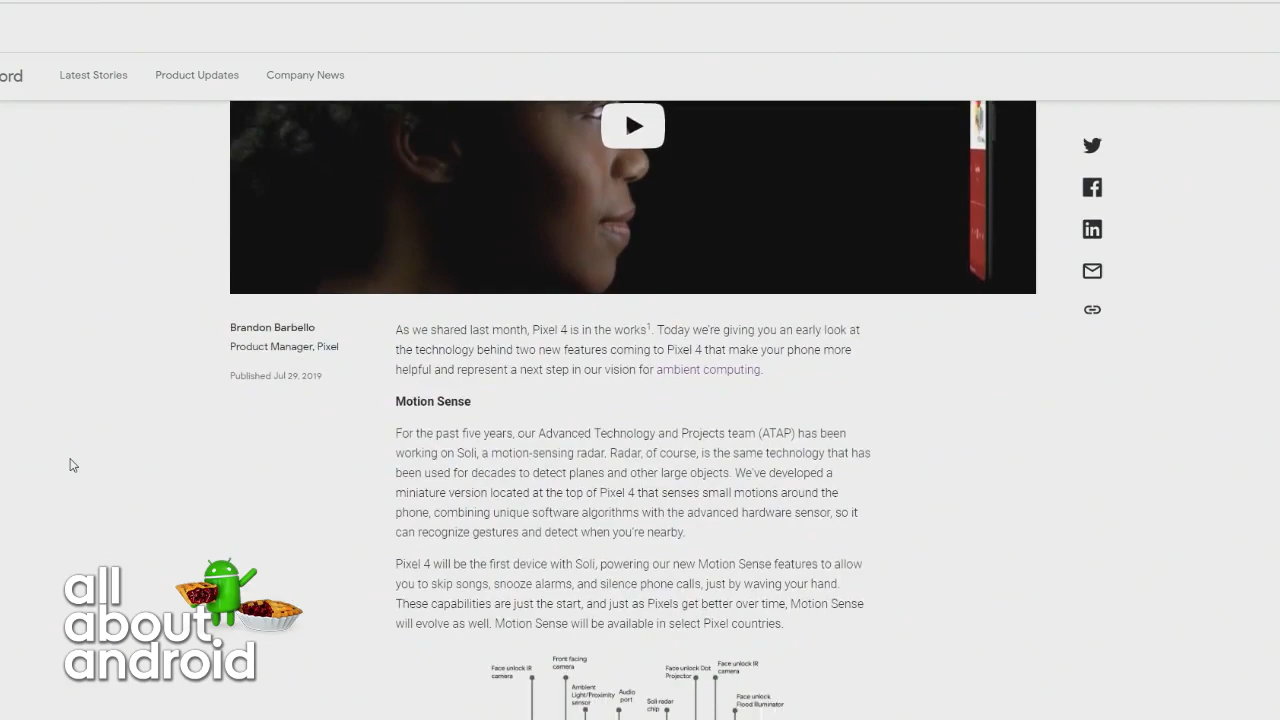 ord
Latest Stories
Product Updates
Company News
Brandon Barbello
Product Manager, Pixel
Published Jul 29, 2019
As we shared last month, Pixel 4 is in the works¹. Today we're giving you an early look at
the technology behind two new features coming to Pixel 4 that make your phone more
helpful and represent a next step in our vision for ambient computing.
Motion Sense
For the past five years, our Advanced Technology and Projects team (ATAP) has been
working on Soli, a motion-sensing radar. Radar, of course, is the same technology that has
been used for decades to detect planes and other large objects. We've developed a
miniature version located at the top of Pixel 4 that senses small motions around the
phone, combining unique software algorithms with the advanced hardware sensor, so it
can recognize gestures and detect when you're nearby.
Pixel 4 will be the first device with Soli, powering our new Motion Sense features to allow
you to skip songs, snooze alarms, and silence phone calls, just by waving your hand.
These capabilities are just the start, and just as Pixels get better over time, Motion Sense
will evolve as well. Motion Sense will be available in select Pixel countries.
Face unlock IR
camera
Front facing
camera
Ambient
Light/Proximity
sensor
Audio
port
Soli radar
chip
Face unlock Dot
Projector
Face unlock IR
camera
Face unlock
Flood Illuminator
all
about
android